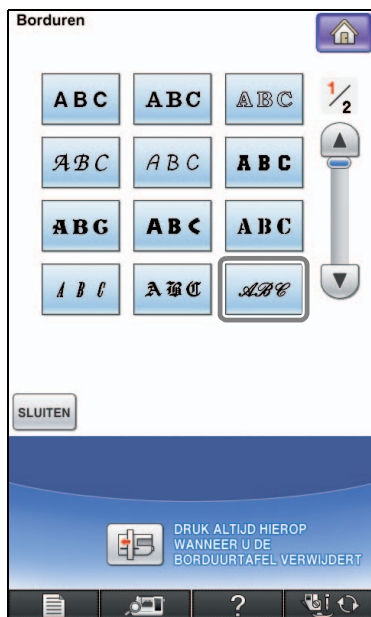 Borduren
ABC ABC ABC 1/2
ABC ABC ABC
ABC ABC ABC
ABC ABC ABC
SLUITEN
DRUK ALTIJD HIEROP
WANNEER U DE
BORDUURTAFEL VERWIJDERT
?